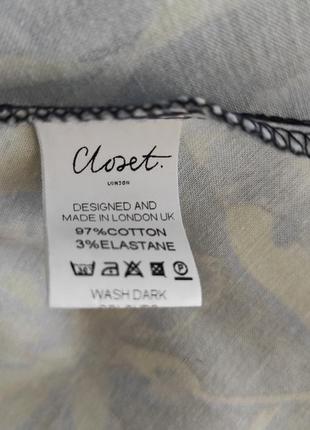 Closet.
LONDON
DESIGNED AND
MADE IN LONDON UK
97%COTTON
3%ELASTANE
WASH DARK